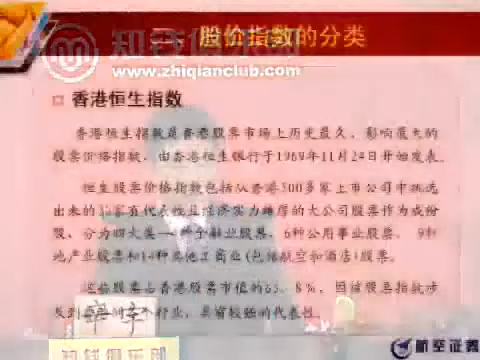 三、股价指数的分类
www.zhiqianclub.com
香港恒生指数
香港恒生指数是香港股票市场上历史最久、影响最大的
股票价格指数，由香港恒生银行于1969年11月24日开始发表。
恒生股票价格指数包括从香港500多家上市公司中挑选
出来的33家有代表性且经济实力雄厚的大公司股票作为成份
股，分为四大类—4种金融业股票、6种公用事业股票、9种
地产业股票和14种其他工商业(包括航空和酒店)股票。
这些股票占香港股票市值的63.8%，因该股票指数涉
及到香港的各个行业，具有较强的代表性。
航空证券